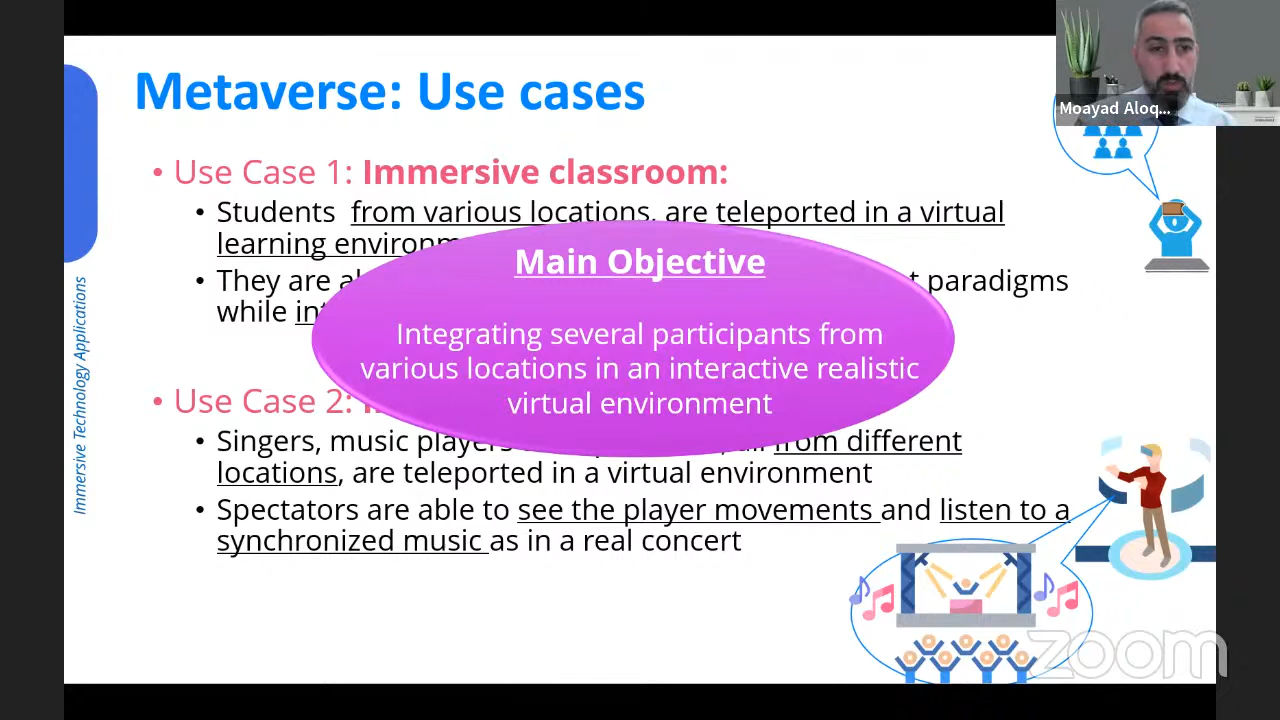 Metaverse: Use cases
Moayad Aloq...
• Use Case 1: Immersive classroom:
• Students from various locations, are teleported in a virtual
learning
• They are paradigms
while
Main Objective
Integrating several participants from
various locations in an interactive realistic
virtual environment
• Use Case 2:
• Singers, music from different
locations, are teleported in a virtual environment
• Spectators are able to see the player movements and listen to a
synchronized music as in a real concert
Immersive Technology Applications
zoom